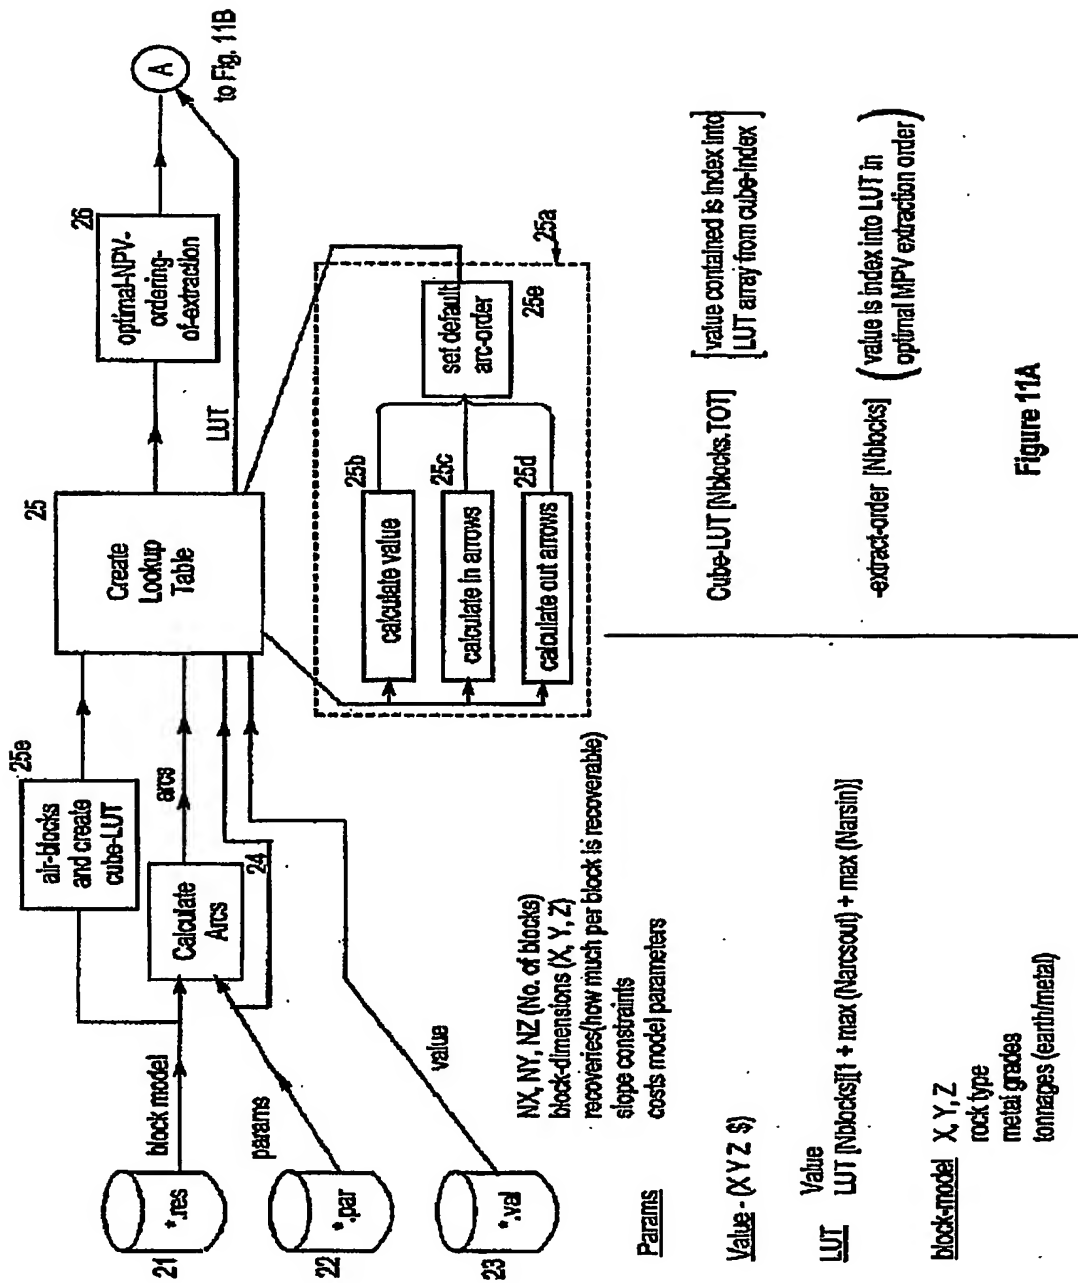 21
*.res
block model
22
*.par
params
23
*.val
value
25e
air-blocks
and create
cube-LUT
Calculate
Arcs
24
arcs
25
Create
Lookup
Table
LUT
26
optimal-NPV-
ordering-
of-extraction
A
to Fig. 11B
25a
25b
calculate value
25c
calculate in arrows
25d
calculate out arrows
set default
arc-order
25e
Params
NX, NY, NZ (No. of blocks)
block-dimensions (X, Y, Z)
recoveries(how much per block is recoverable)
slope constraints
costs model parameters
Value - (X Y Z $)
Value
LUT LUT [Nblocks][1 + max (Narcsout) + max (Narsin)]
block-model X, Y, Z
rock type
metal grades
tonnages (earth/metal)
Cube-LUT [Nblocks.TOT] [value contained is index into
LUT array from cube-index]
-extract-order [Nblocks] (value is index into LUT in
optimal MPV extraction order)
Figure 11A